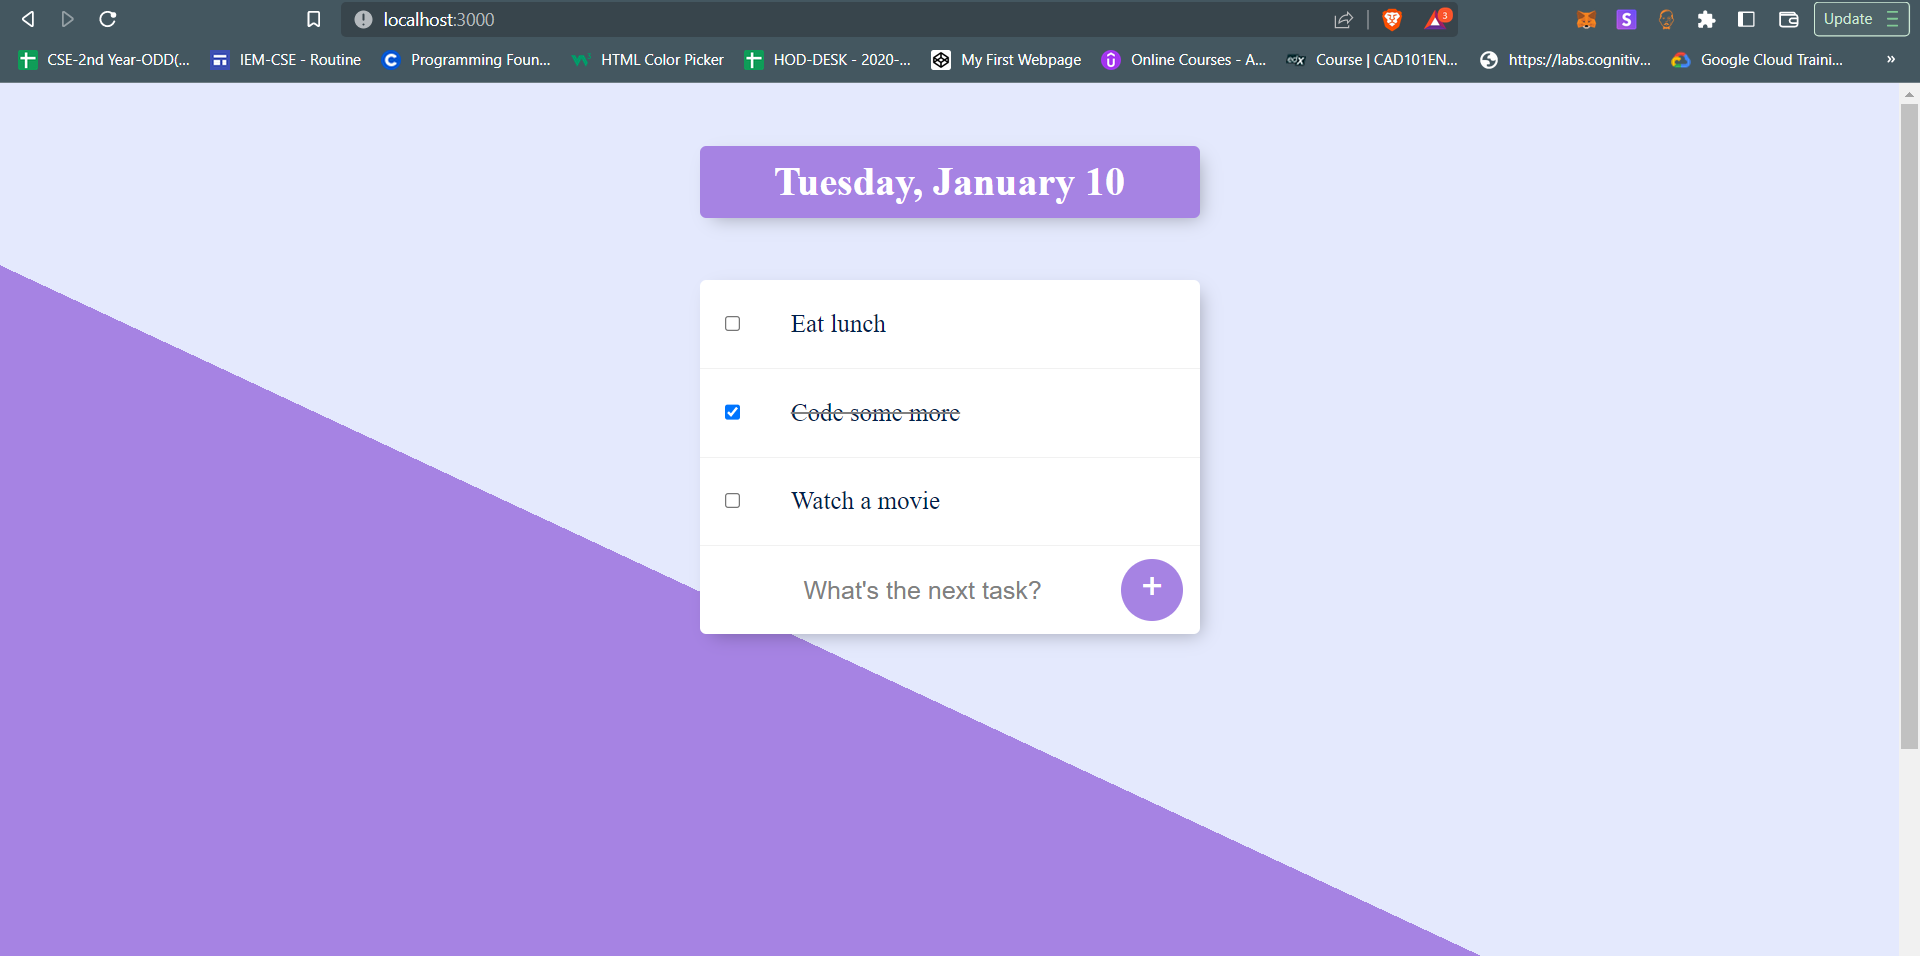 localhost:3000
3
S
Update
CSE-2nd Year-ODD(...
IEM-CSE - Routine
C
Programming Foun...
HTML Color Picker
HOD-DESK - 2020-...
My First Webpage
Online Courses - A...
edX
Course | CAD101EN...
https://labs.cognitiv...
Google Cloud Traini...
»
Tuesday, January 10
Eat lunch
Code some more
Watch a movie
What's the next task?
+